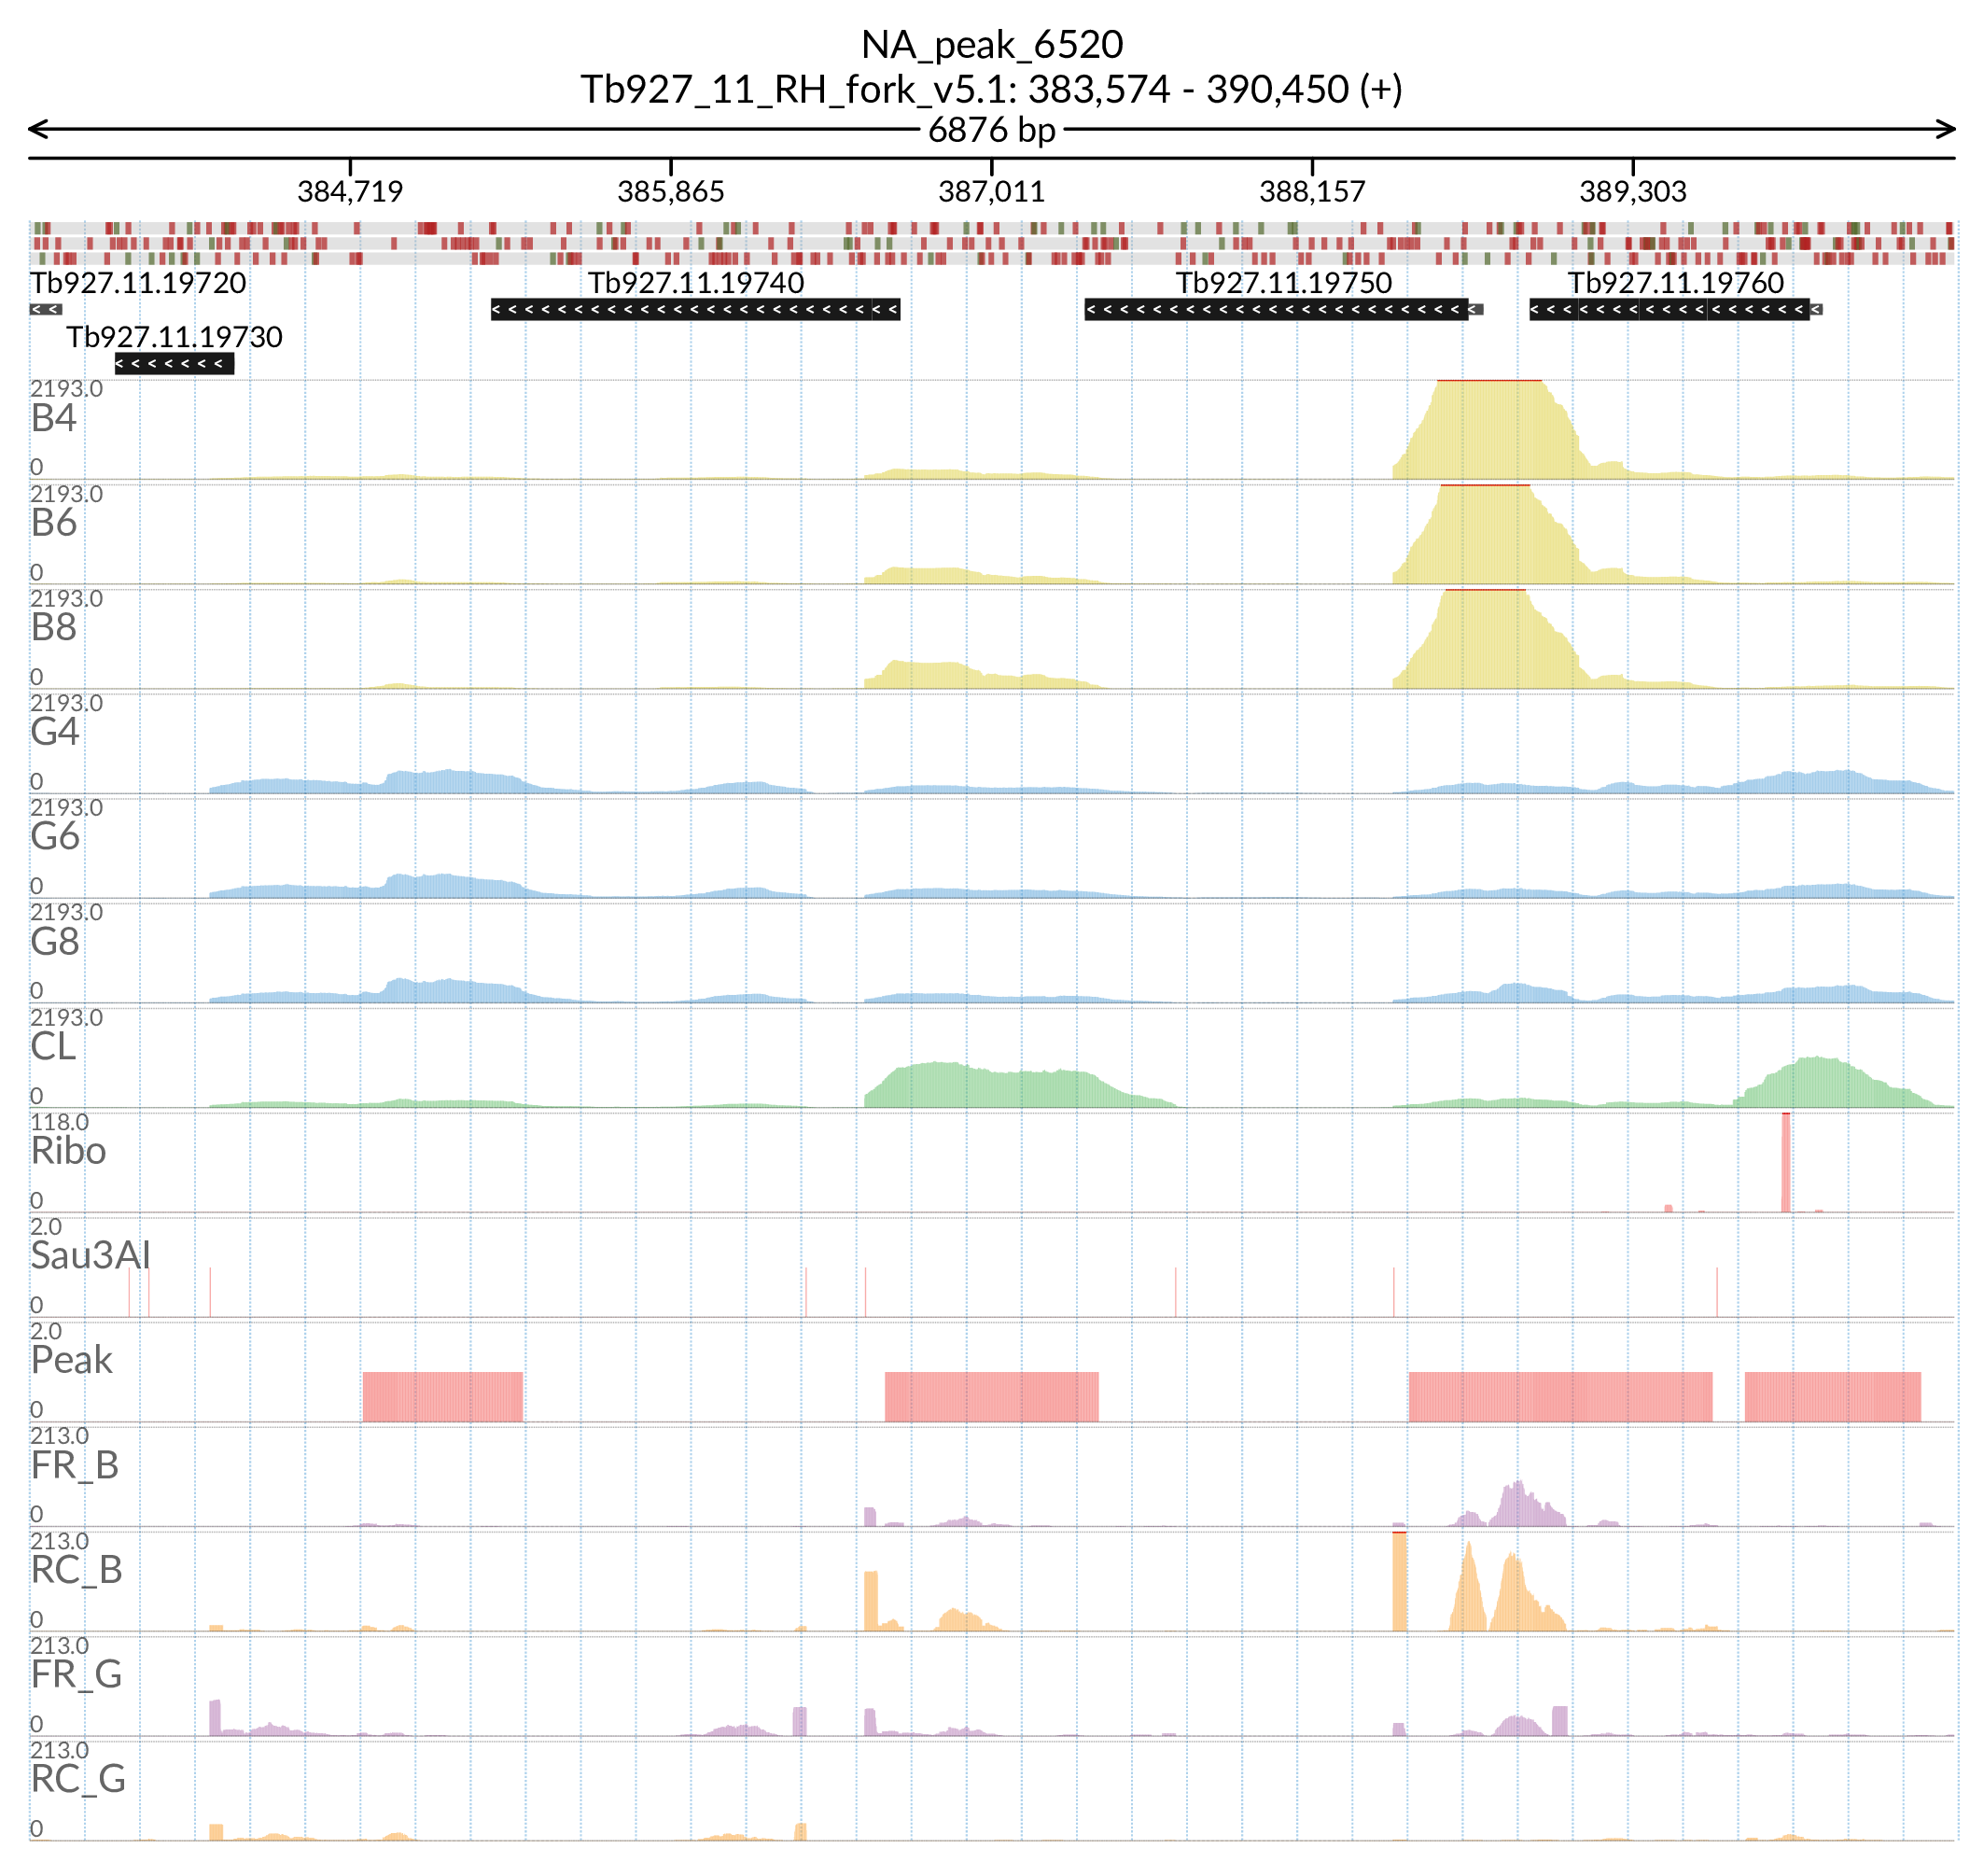 NA_peak_6520
Tb927_11_RH_fork_v5.1: 383,574 - 390,450 (+)
6876 bp
384,719 385,865 387,011 388,157 389,303
Tb927.11.19720 Tb927.11.19740 Tb927.11.19750 Tb927.11.19760
Tb927.11.19730
2193.0
B4
0
2193.0
B6
0
2193.0
B8
0
2193.0
G4
0
2193.0
G6
0
2193.0
G8
0
2193.0
CL
0
118.0
Ribo
0
2.0
Sau3AI
0
2.0
Peak
0
213.0
FR_B
0
213.0
RC_B
0
213.0
FR_G
0
213.0
RC_G
0